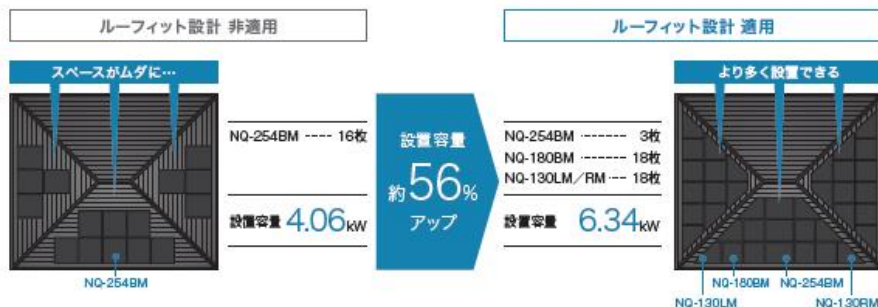 ルーフィット設計 非適用
スペースがムダに…
NQ-254BM ---- 16枚
設置容量 4.06kW
NQ-254BM
設置容量
約56%
アップ
ルーフィット設計 適用
NQ-254BM ------- 3枚
NQ-180BM ------- 18枚
NQ-130LM/RM --- 18枚
設置容量 6.34kW
より多く設置できる
NQ-180BM NQ-254BM
NQ-130LM NQ-130RM